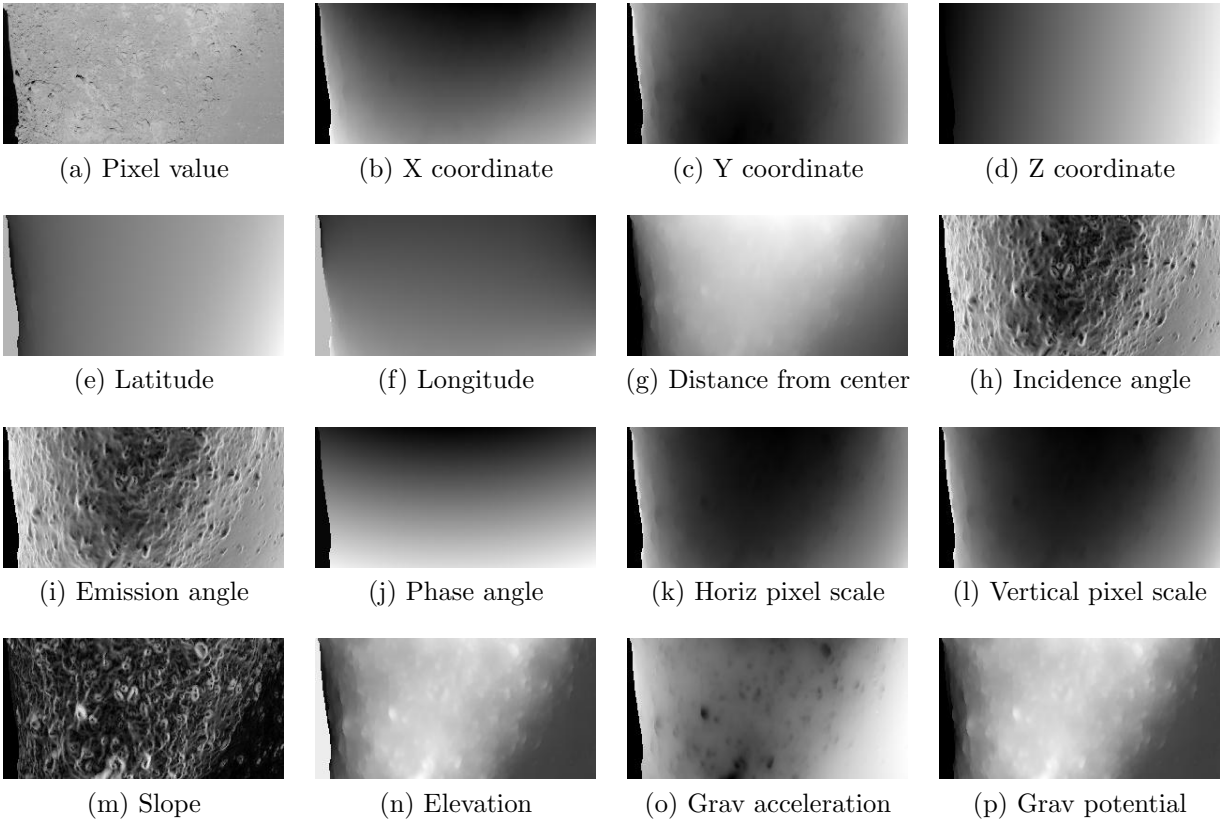 (a) Pixel value
(b) X coordinate
(c) Y coordinate
(d) Z coordinate
(e) Latitude
(f) Longitude
(g) Distance from center
(h) Incidence angle
(i) Emission angle
(j) Phase angle
(k) Horiz pixel scale
(l) Vertical pixel scale
(m) Slope
(n) Elevation
(o) Grav acceleration
(p) Grav potential